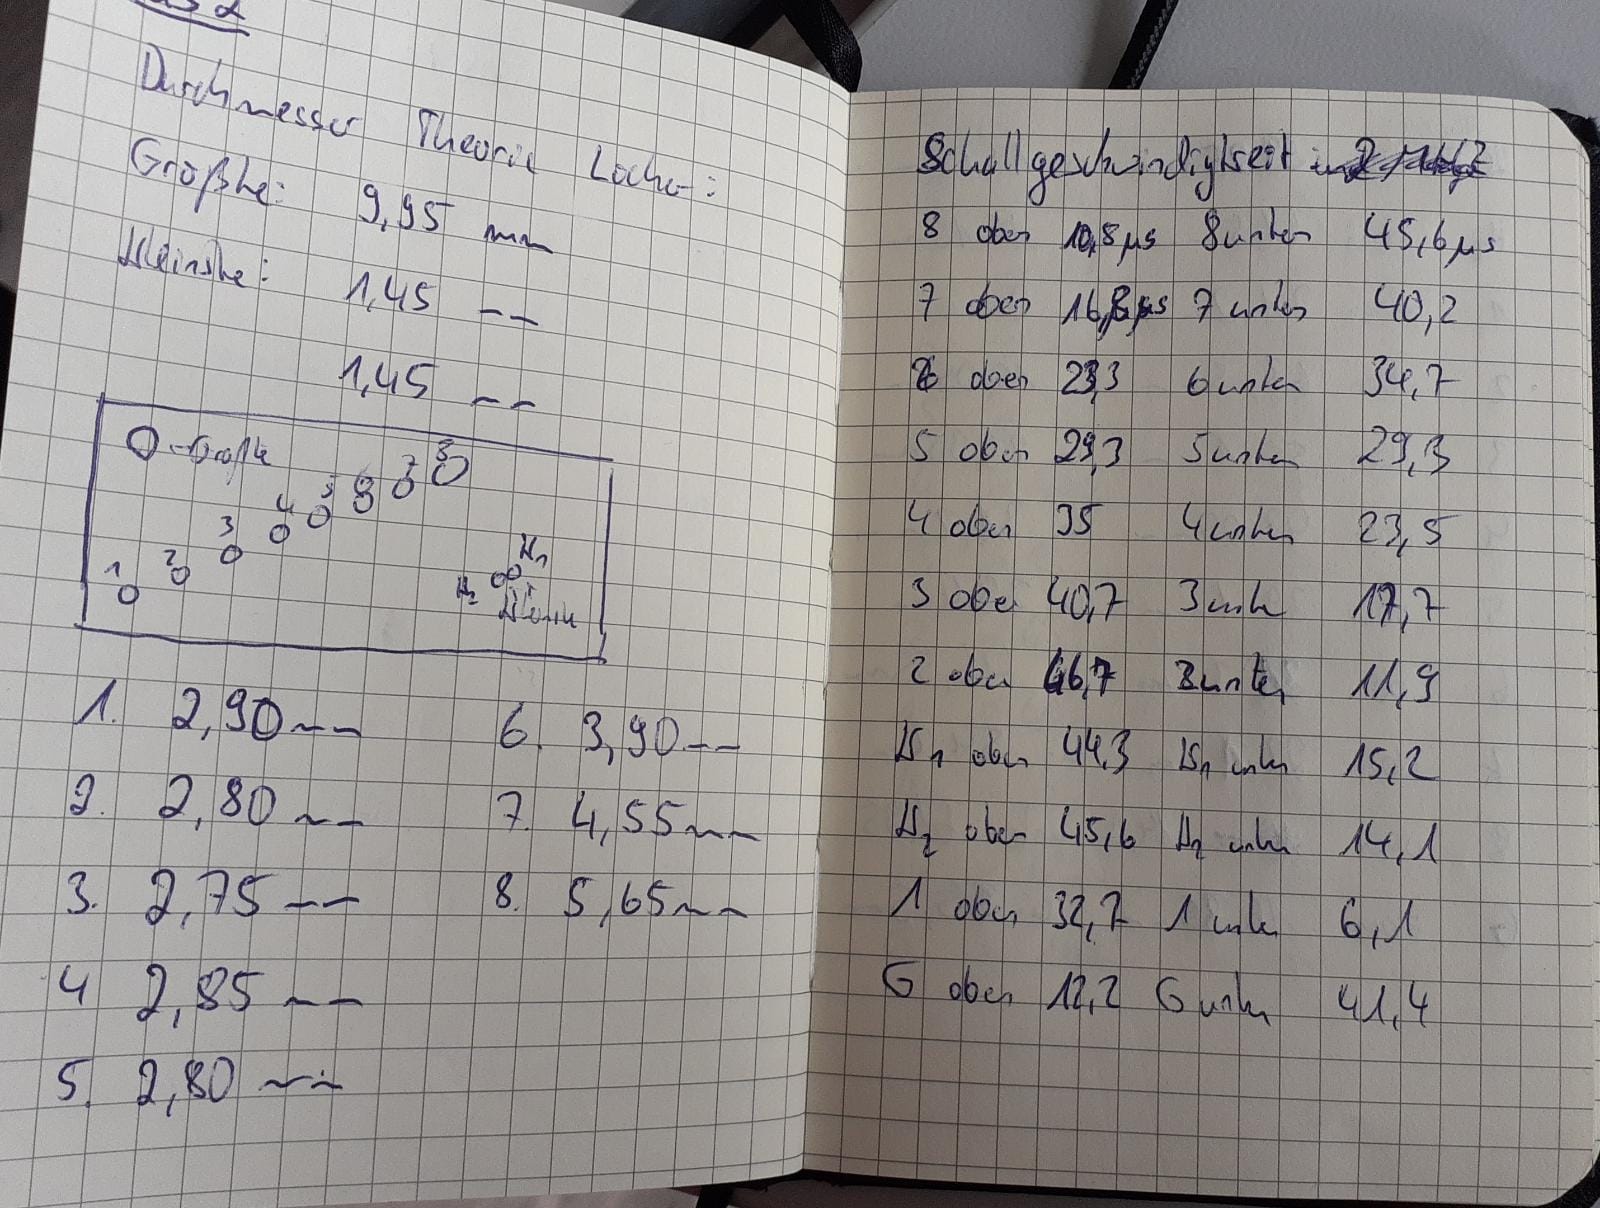 Durchmesser Theorie Löcher:
Größte: 9,95 mm
Kleinste: 1,45 mm
1,45 mm
O-Größte
8
7
6
5
4
3
2
1
K1
K2
Kleinste
1. 2,90 mm
6. 3,90 mm
2. 2,80 mm
7. 4,55 mm
3. 2,75 mm
8. 5,65 mm
4 2,85 mm
5. 2,80 mm
Schallgeschwindigkeit
8 oben 10,8 µs 8 unten 45,6 µs
7 oben 16,8 µs 7 unten 40,2
6 oben 23,3 6 unten 34,7
5 oben 29,3 5 unten 29,3
4 oben 35 4 unten 23,5
3 oben 40,7 3 unten 17,7
2 oben 46,7 2 unten 11,9
K1 oben 44,3 K1 unten 15,2
K2 oben 45,6 K2 unten 14,1
1 oben 32,7 1 unten 6,1
G oben 12,2 G unten 41,4